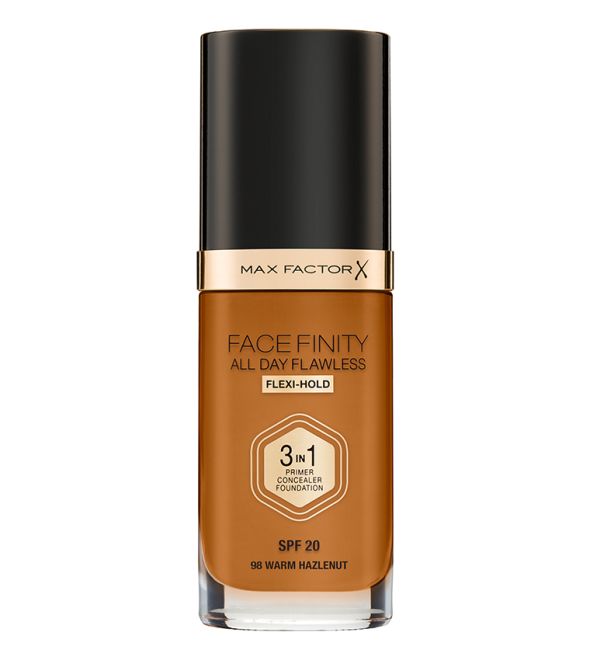 MAX FACTOR X
FACE FINITY
ALL DAY FLAWLESS
FLEXI-HOLD
3 IN 1
PRIMER
CONCEALER
FOUNDATION
SPF 20
98 WARM HAZLENUT